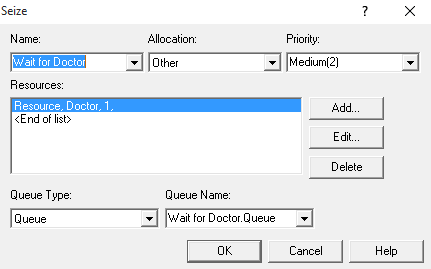 Seize
?
Name:
Allocation:
Priority:
Wait for Doctor
Other
Medium(2)
Resources:
Resource, Doctor, 1,
<End of list>
Add...
Edit...
Delete
Queue Type:
Queue Name:
Queue
Wait for Doctor.Queue
OK
Cancel
Help